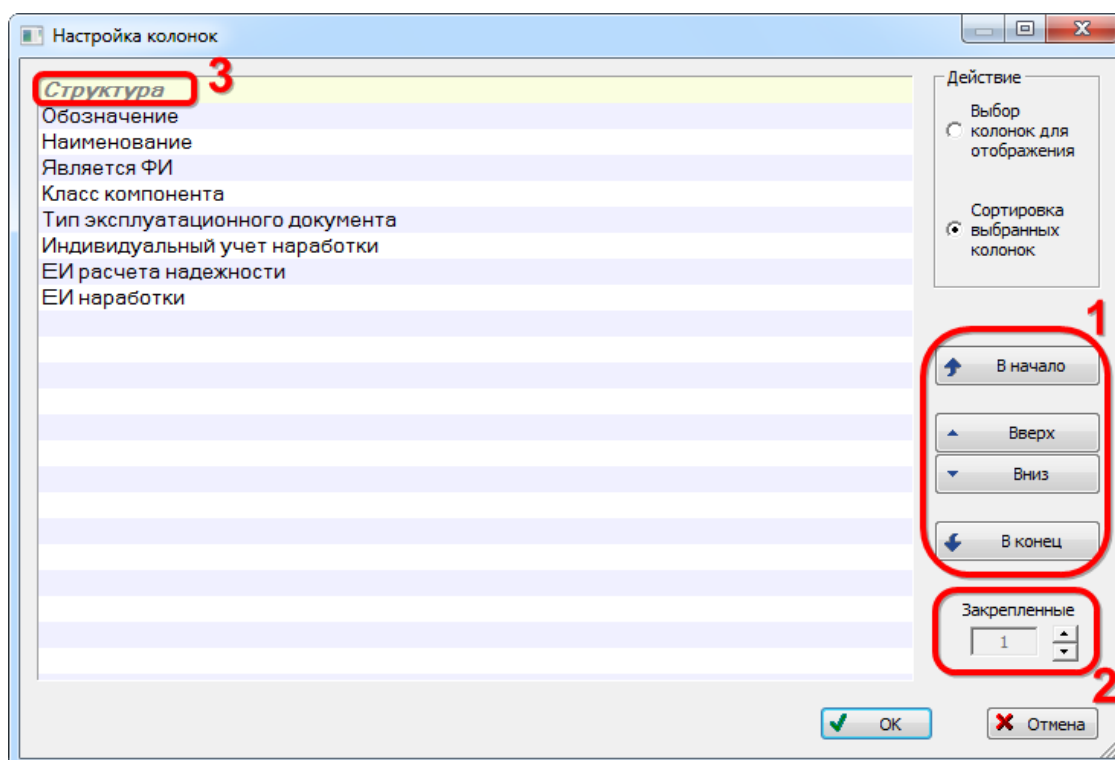 Настройка колонок
Структура
3
Обозначение
Наименование
Является ФИ
Класс компонента
Тип эксплуатационного документа
Индивидуальный учет наработки
ЕИ расчета надежности
ЕИ наработки
Действие
Выбор
колонок для
отображения
Сортировка
выбранных
колонок
1
В начало
Вверх
Вниз
В конец
Закрепленные
1
2
OK
Отмена